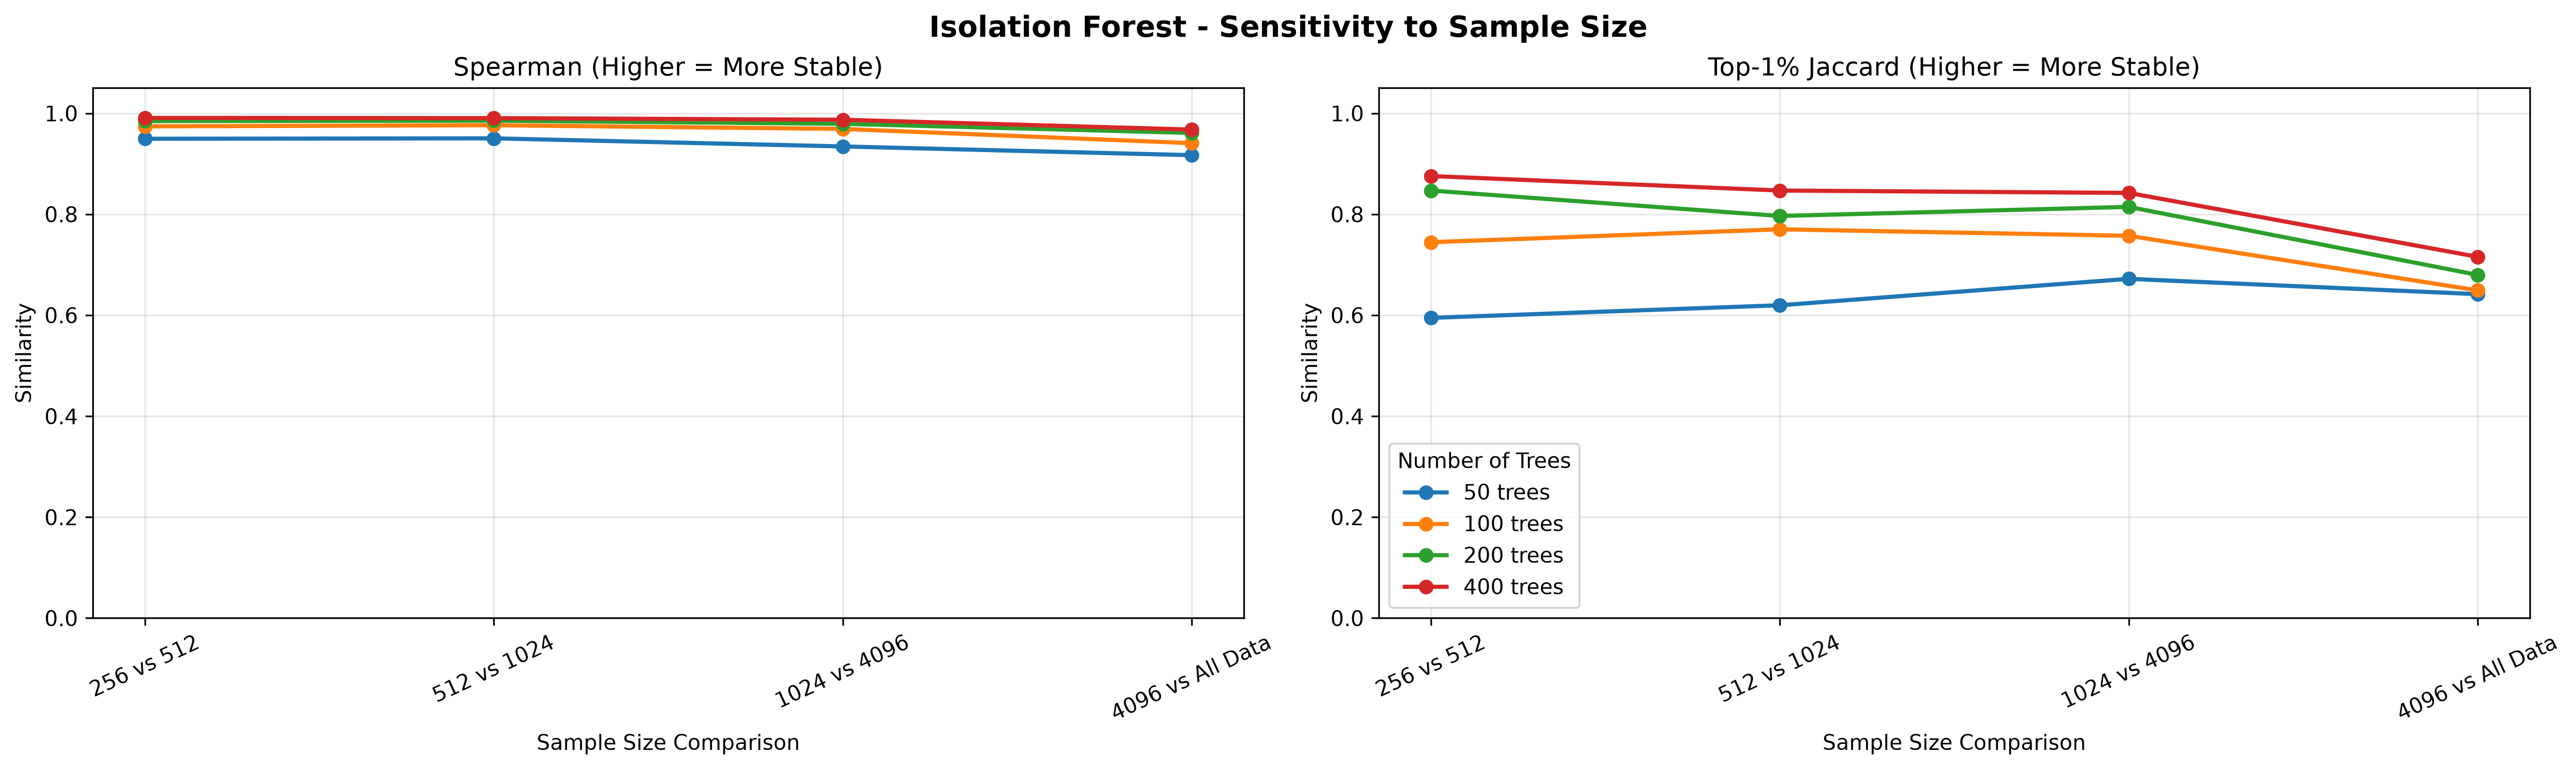 Isolation Forest - Sensitivity to Sample Size
Spearman (Higher = More Stable)
1.0
0.8
0.6
0.4
0.2
0.0
Similarity
256 vs 512
512 vs 1024
1024 vs 4096
4096 vs All Data
Sample Size Comparison
Top-1% Jaccard (Higher = More Stable)
1.0
0.8
0.6
0.4
0.2
0.0
Similarity
Number of Trees
50 trees
100 trees
200 trees
400 trees
256 vs 512
512 vs 1024
1024 vs 4096
4096 vs All Data
Sample Size Comparison